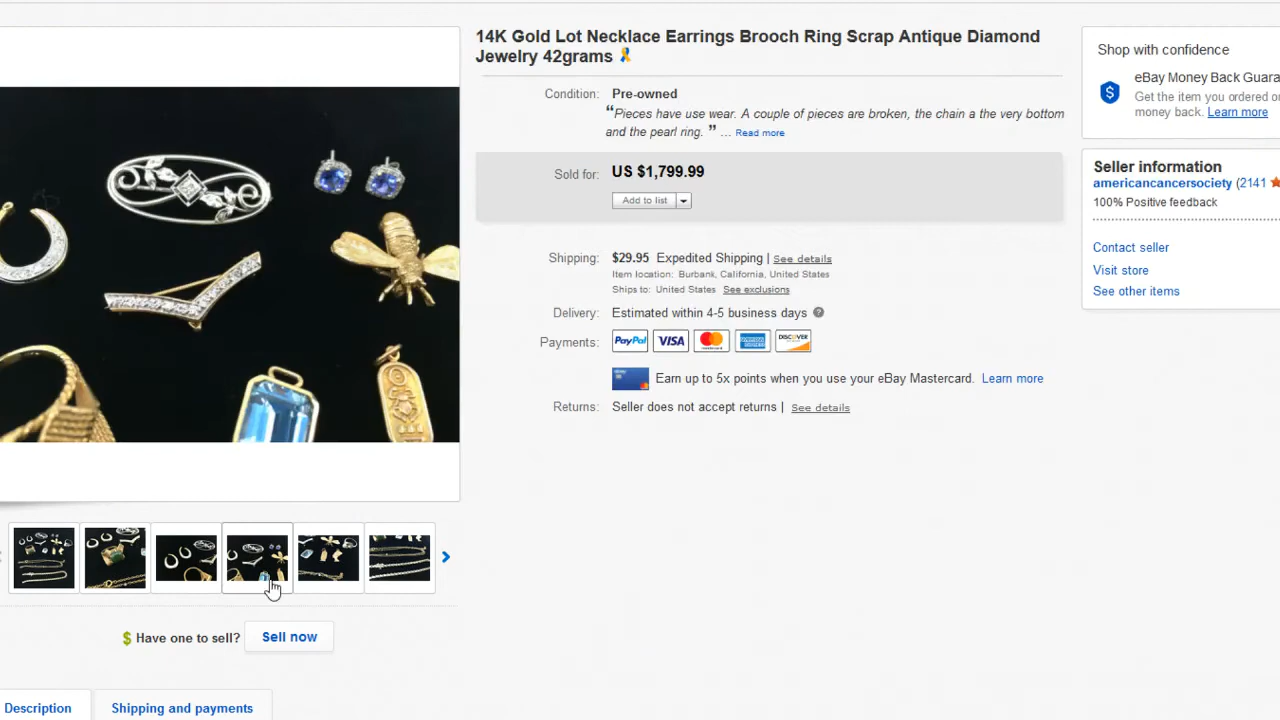 14K Gold Lot Necklace Earrings Brooch Ring Scrap Antique Diamond
Jewelry 42grams
Condition: Pre-owned
“Pieces have use wear. A couple of pieces are broken, the chain a the very bottom
and the pearl ring. ” ... Read more
Sold for: US $1,799.99
Add to list
Shipping: $29.95 Expedited Shipping | See details
Item location: Burbank, California, United States
Ships to: United States See exclusions
Delivery: Estimated within 4-5 business days ?
Payments: PayPal VISA MasterCard AMERICAN EXPRESS DISCOVER
Earn up to 5x points when you use your eBay Mastercard. Learn more
Returns: Seller does not accept returns | See details
Shop with confidence
$ eBay Money Back Guara
Get the item you ordered o
money back. Learn more
Seller information
americancancersociety (2141
100% Positive feedback
Contact seller
Visit store
See other items
$ Have one to sell? Sell now
Description
Shipping and payments